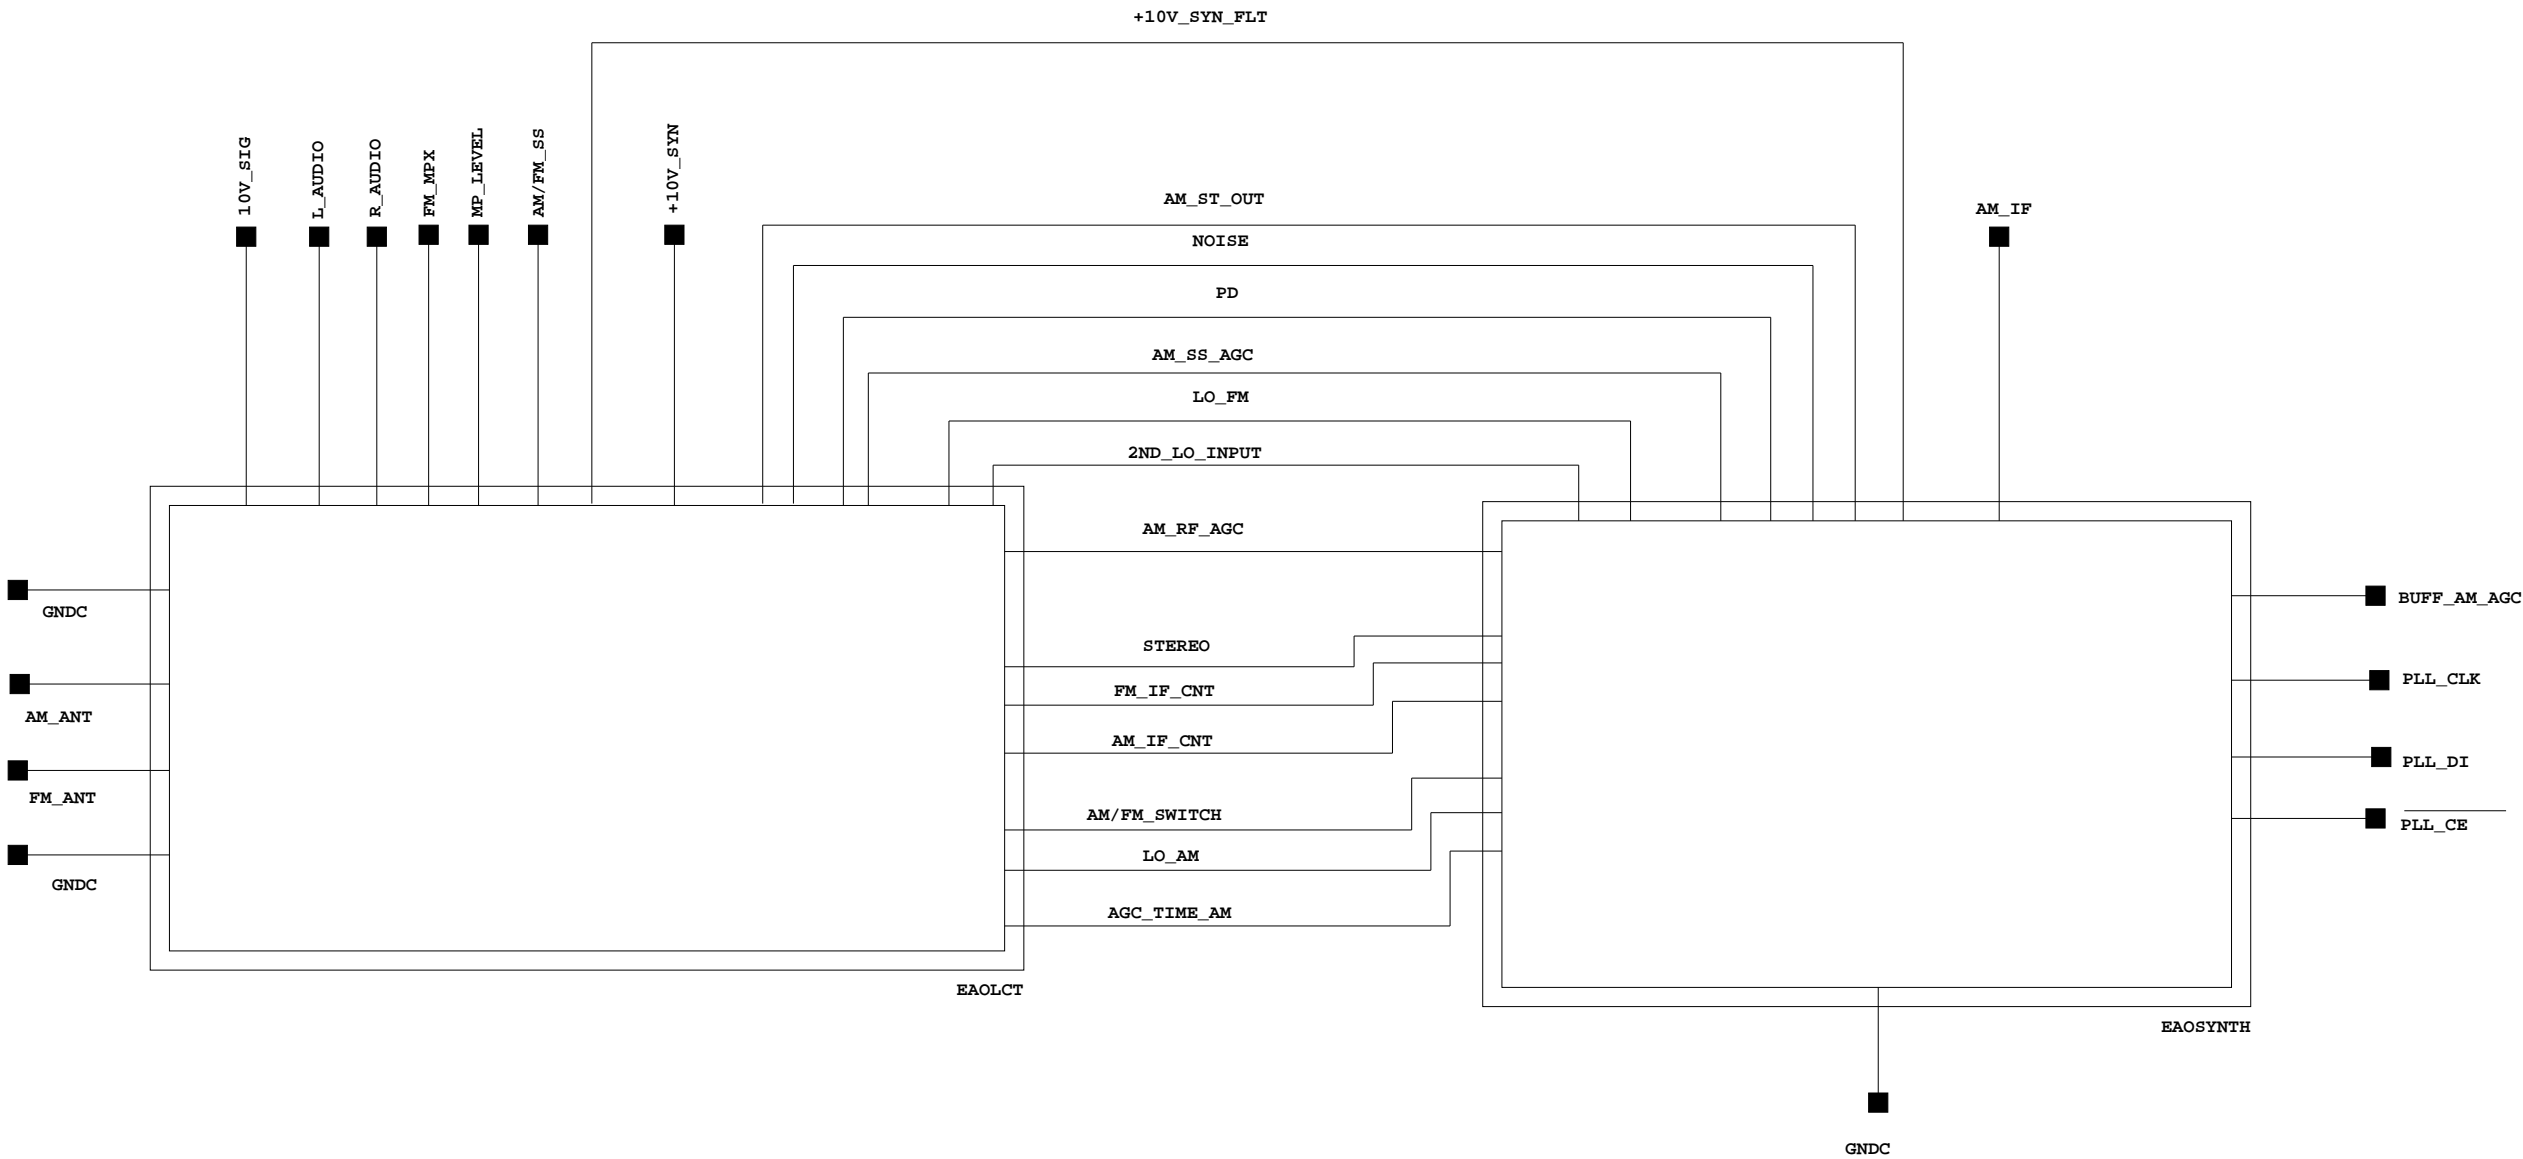 +10V_SYN_FLT
10V_SIG
L_AUDIO
R_AUDIO
FM_MPX
MP_LEVEL
AM/FM_SS
+10V_SYN
AM_ST_OUT
AM_IF
NOISE
PD
AM_SS_AGC
LO_FM
2ND_LO_INPUT
AM_RF_AGC
GNDC
BUFF_AM_AGC
STEREO
PLL_CLK
FM_IF_CNT
AM_ANT
AM_IF_CNT
PLL_DI
FM_ANT
AM/FM_SWITCH
PLL_CE
LO_AM
GNDC
AGC_TIME_AM
EAOLCT
EAOSYNTH
GNDC